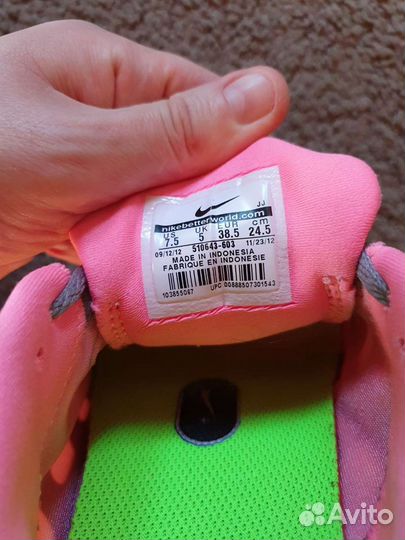 JJ
nikebetterworld.com
US UK EUR cm
7.5 5 38.5 24.5
09/12/12 510643-603 11/23/12
MADE IN INDONESIA
FABRIQUE EN INDONESIE
103855067 UPC 00888507301543
Avito